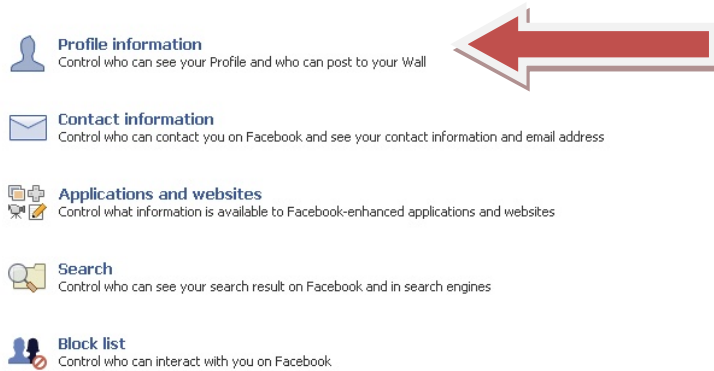 Profile information
Control who can see your Profile and who can post to your Wall
Contact information
Control who can contact you on Facebook and see your contact information and email address
Applications and websites
Control what information is available to Facebook-enhanced applications and websites
Search
Control who can see your search result on Facebook and in search engines
Block list
Control who can interact with you on Facebook